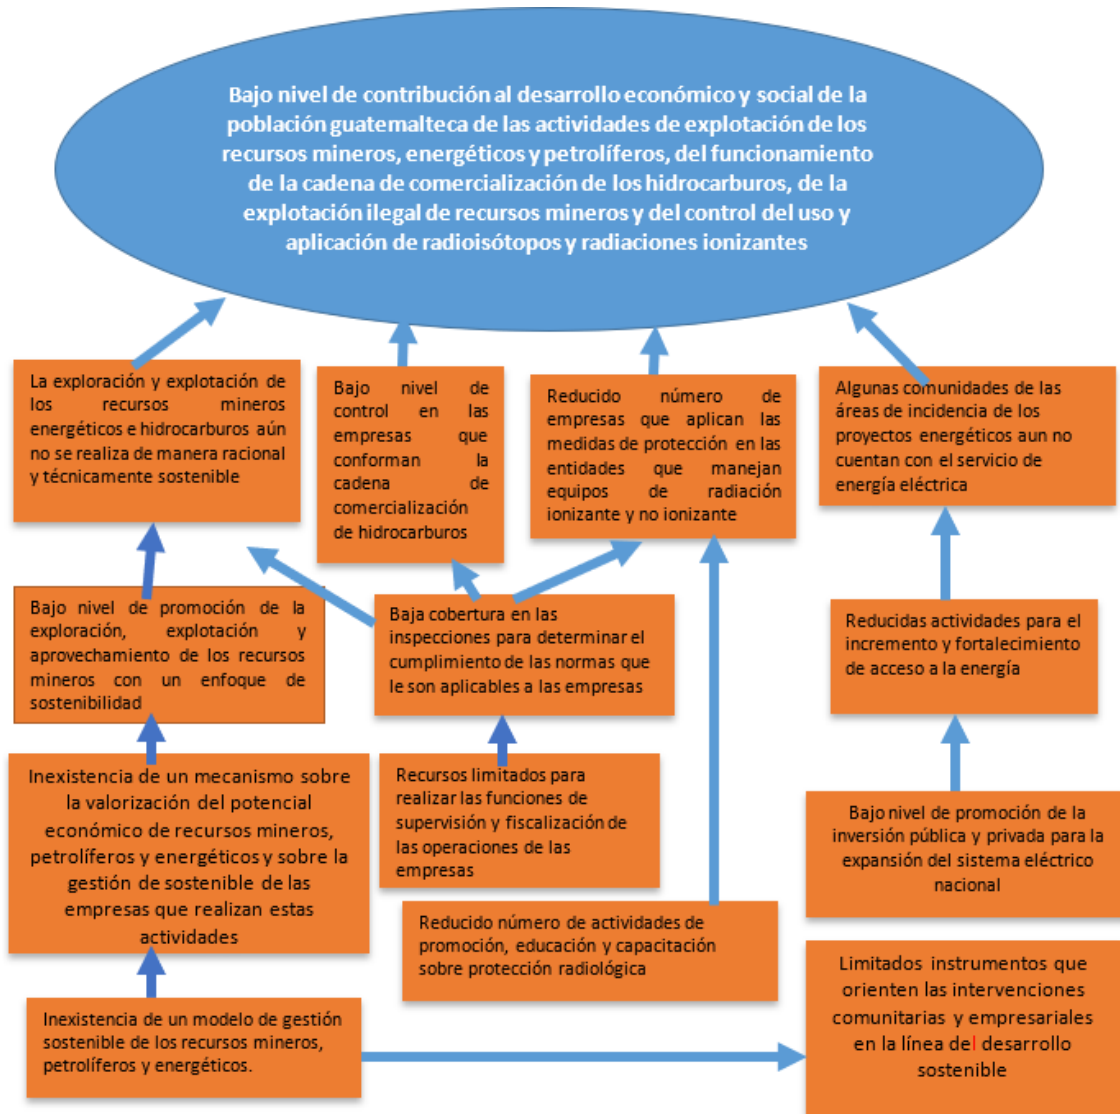 Bajo nivel de contribución al desarrollo económico y social de la
población guatemalteca de las actividades de explotación de los
recursos mineros, energéticos y petrolíferos, del funcionamiento
de la cadena de comercialización de los hidrocarburos, de la
explotación ilegal de recursos mineros y del control del uso y
aplicación de radioisótopos y radiaciones ionizantes
La exploración y explotación de
los recursos mineros
energéticos e hidrocarburos aún
no se realiza de manera racional
y técnicamente sostenible
Bajo nivel de
control en las
empresas que
conforman la
cadena de
comercialización
de hidrocarburos
Reducido número de
empresas que aplican las
medidas de protección en las
entidades que manejan
equipos de radiación
ionizante y no ionizante
Algunas comunidades de las
áreas de incidencia de los
proyectos energéticos aun no
cuentan con el servicio de
energía eléctrica
Bajo nivel de promoción de la
exploración, explotación y
aprovechamiento de los recursos
mineros con un enfoque de
sostenibilidad
Baja cobertura en las
inspecciones para determinar el
cumplimiento de las normas que
le son aplicables a las empresas
Reducidas actividades para el
incremento y fortalecimiento
de acceso a la energía
Inexistencia de un mecanismo sobre
la valorización del potencial
económico de recursos mineros,
petrolíferos y energéticos y sobre la
gestión de sostenible de las
empresas que realizan estas
actividades
Recursos limitados para
realizar las funciones de
supervisión y fiscalización de
las operaciones de las
empresas
Bajo nivel de promoción de la
inversión pública y privada para la
expansión del sistema eléctrico
nacional
Reducido número de actividades de
promoción, educación y capacitación
sobre protección radiológica
Inexistencia de un modelo de gestión
sostenible de los recursos mineros,
petrolíferos y energéticos.
Limitados instrumentos que
orienten las intervenciones
comunitarias y empresariales
en la línea del desarrollo
sostenible